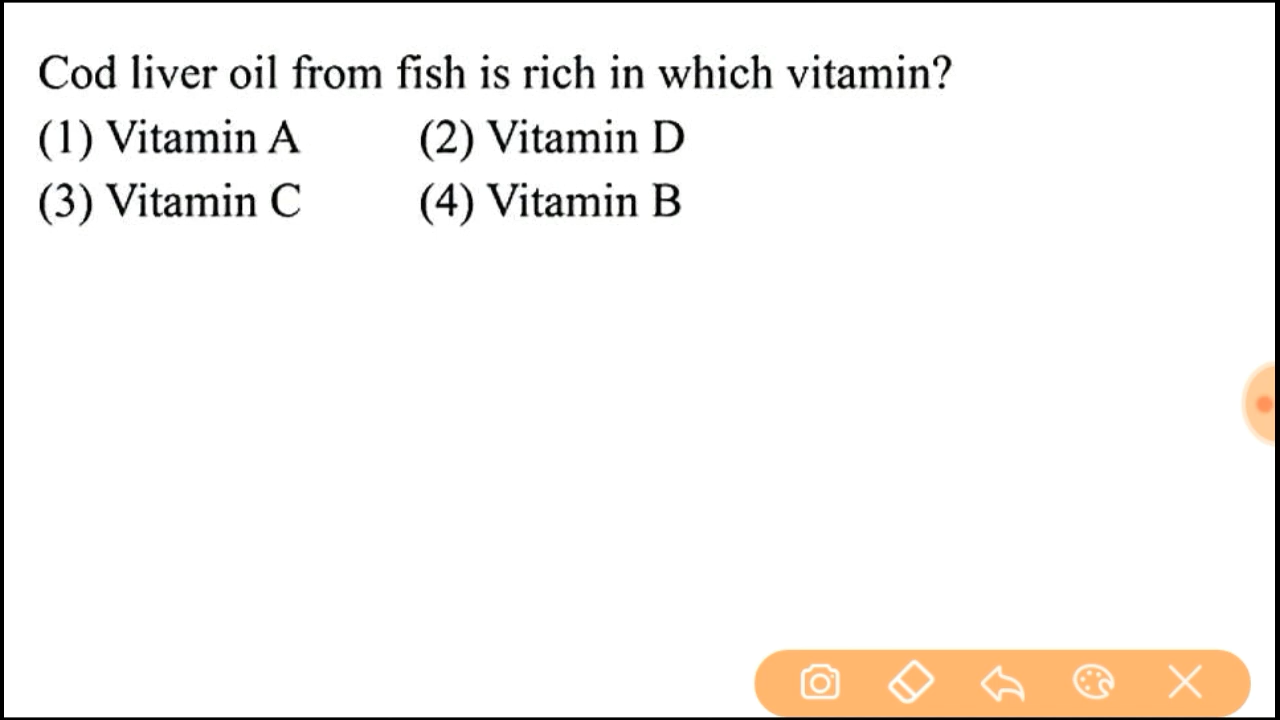 Cod liver oil from fish is rich in which vitamin?
(1) Vitamin A (2) Vitamin D
(3) Vitamin C (4) Vitamin B